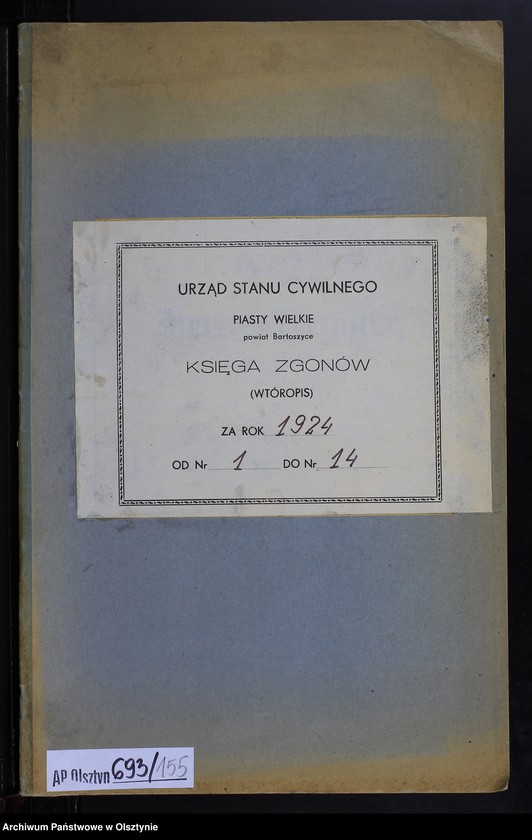 URZĄD STANU CYWILNEGO
PIASTY WIELKIE
powiat Bartoszyce
KSIĘGA ZGONÓW
(WTÓROPIS)
ZA ROK 1924
OD Nr 1 DO Nr 14
AP Olsztyn 693/155
Archiwum Państwowe w Olsztynie